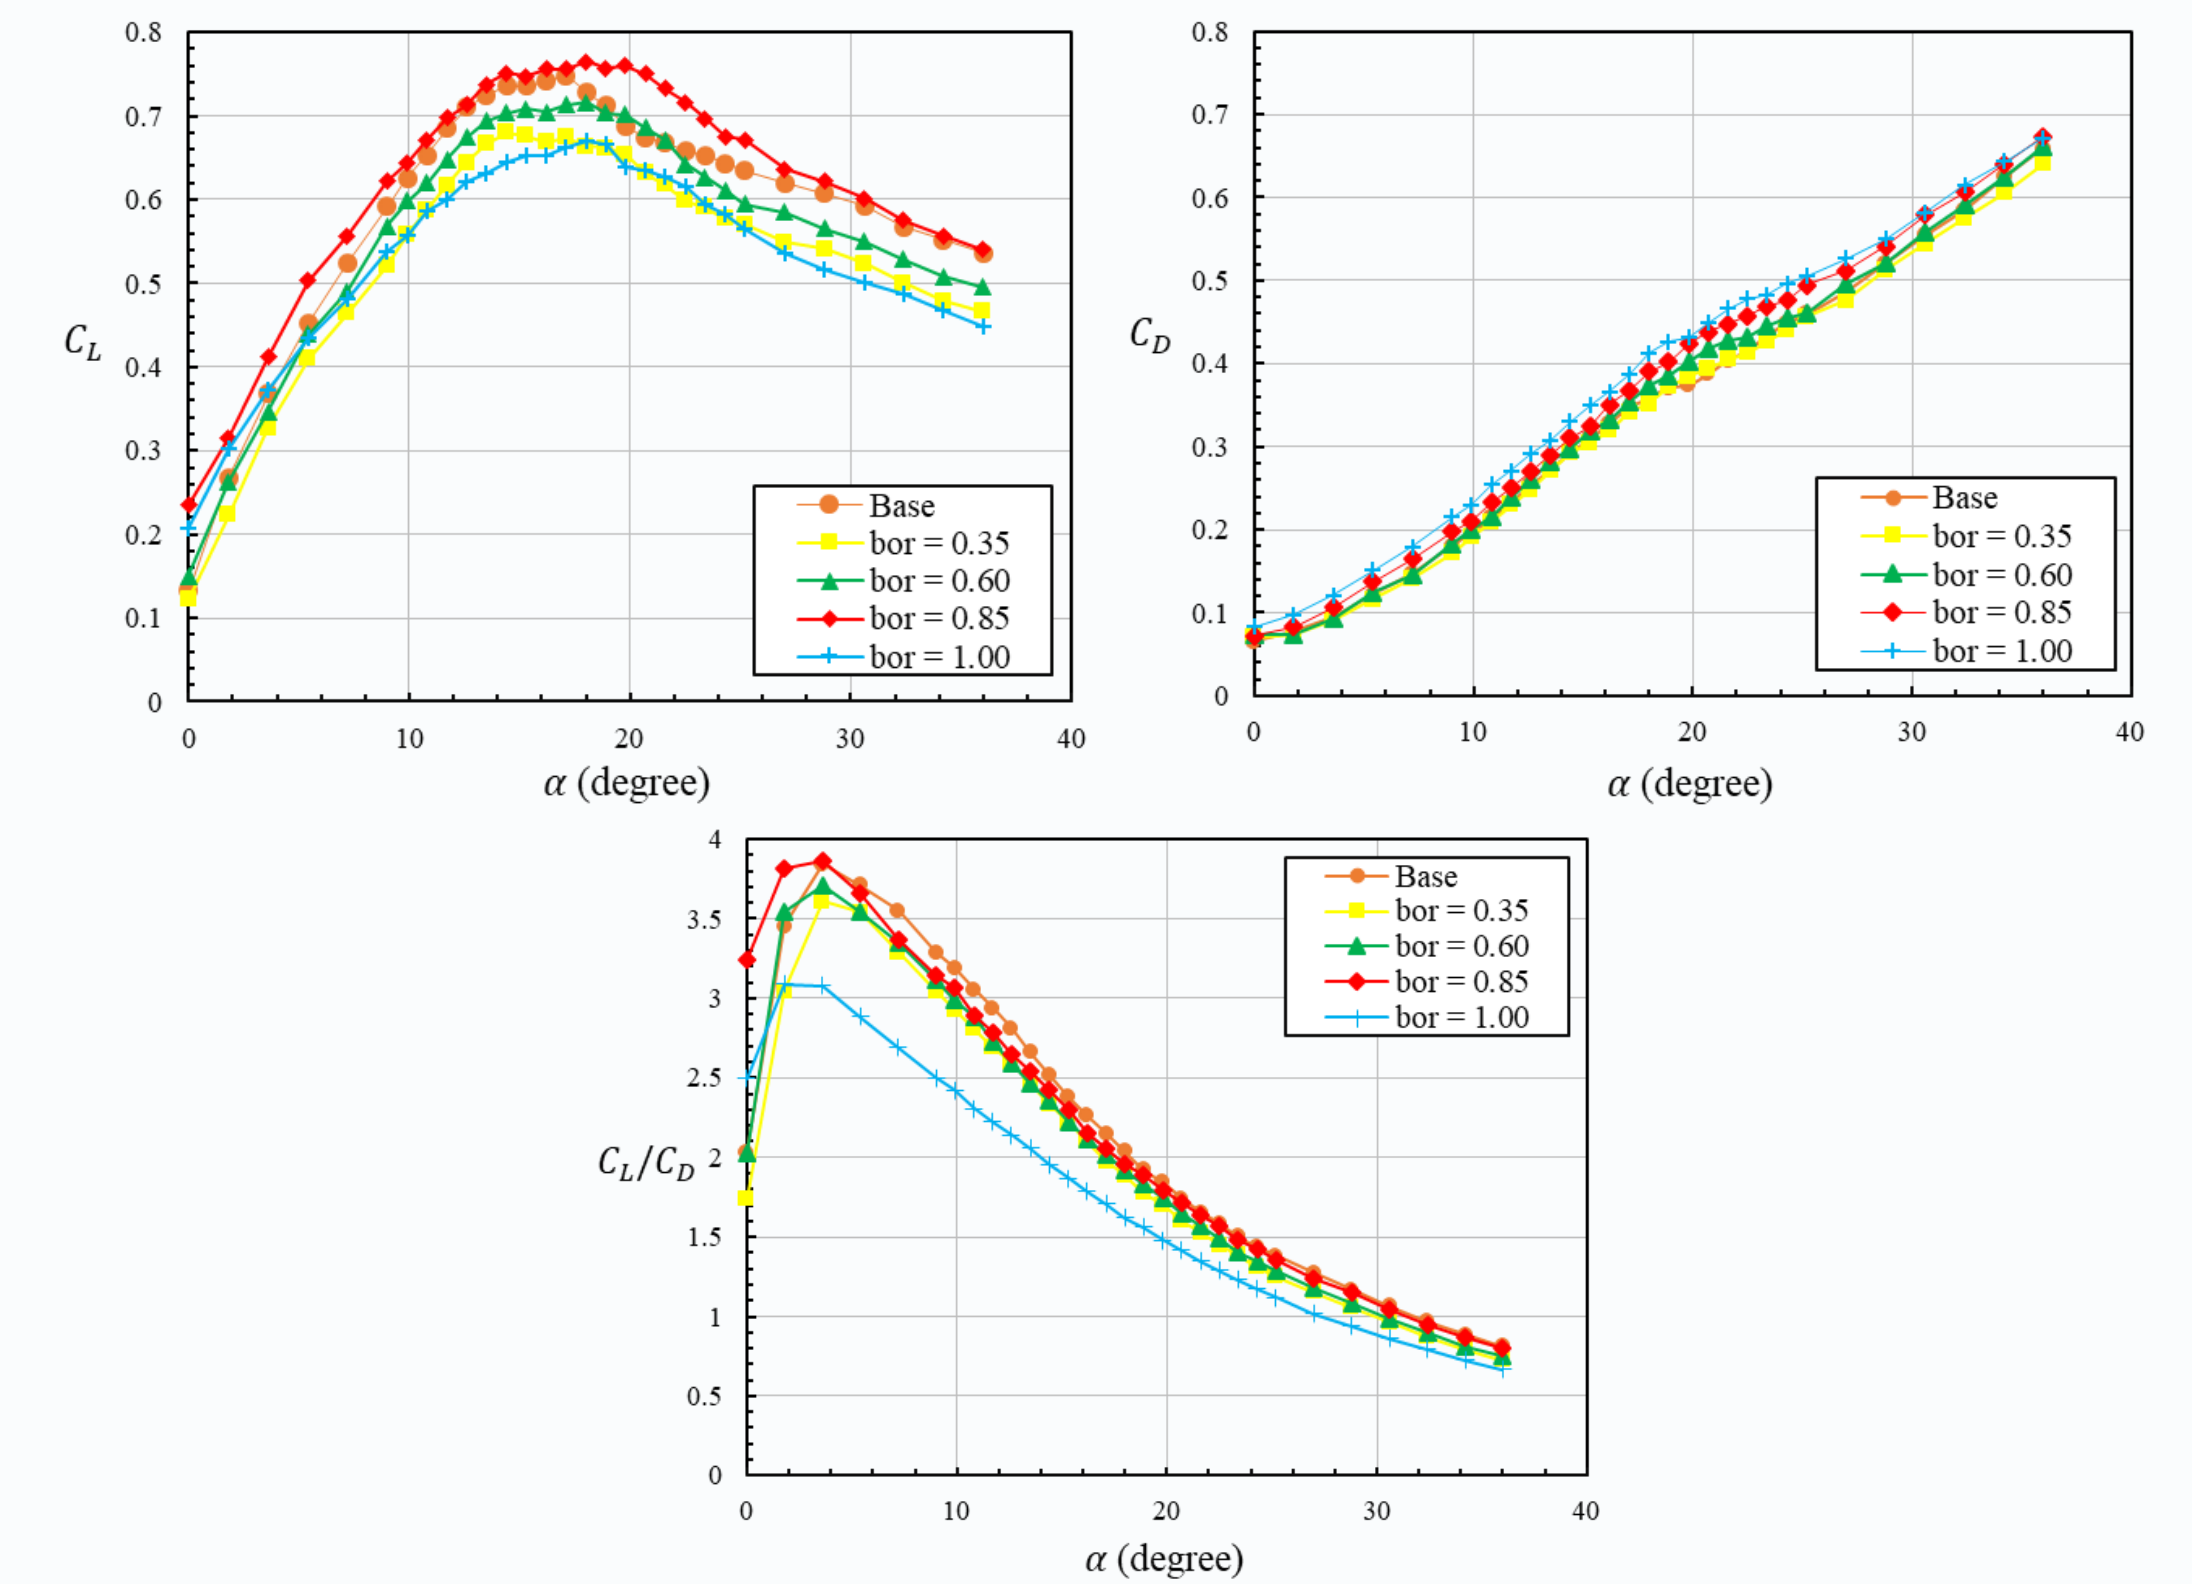 0.8
0.7
0.6
0.5
0.4
0.3
0.2
0.1
0
C_L
0 10 20 30 40
α (degree)
Base
bor = 0.35
bor = 0.60
bor = 0.85
bor = 1.00
0.8
0.7
0.6
0.5
0.4
0.3
0.2
0.1
0
C_D
0 10 20 30 40
α (degree)
Base
bor = 0.35
bor = 0.60
bor = 0.85
bor = 1.00
4
3.5
3
2.5
2
1.5
1
0.5
0
C_L/C_D
0 10 20 30 40
α (degree)
Base
bor = 0.35
bor = 0.60
bor = 0.85
bor = 1.00